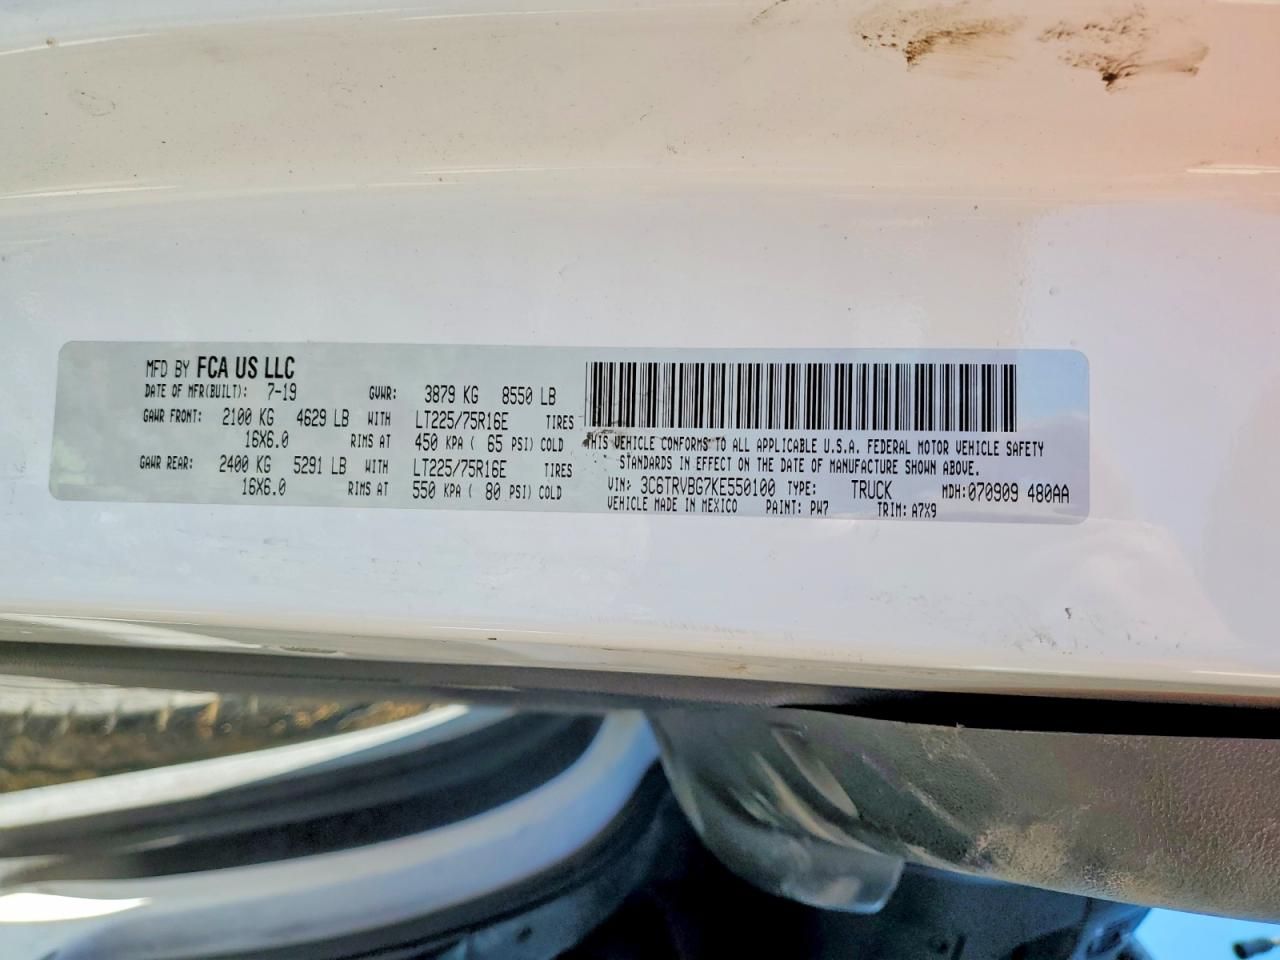 MFD BY FCA US LLC
DATE OF MFR(BUILT): 7-19 GVWR: 3879 KG 8550 LB
GAWR FRONT: 2100 KG 4629 LB WITH LT225/75R16E TIRES
16X6.0 RIMS AT 450 KPA ( 65 PSI) COLD
GAWR REAR: 2400 KG 5291 LB WITH LT225/75R16E TIRES
16X6.0 RIMS AT 550 KPA ( 80 PSI) COLD
THIS VEHICLE CONFORMS TO ALL APPLICABLE U.S.A. FEDERAL MOTOR VEHICLE SAFETY
STANDARDS IN EFFECT ON THE DATE OF MANUFACTURE SHOWN ABOVE.
VIN: 3C6TRVBG7KE550100 TYPE: TRUCK MDH:070909 480AA
VEHICLE MADE IN MEXICO PAINT: PW7 TRIM: A7X9